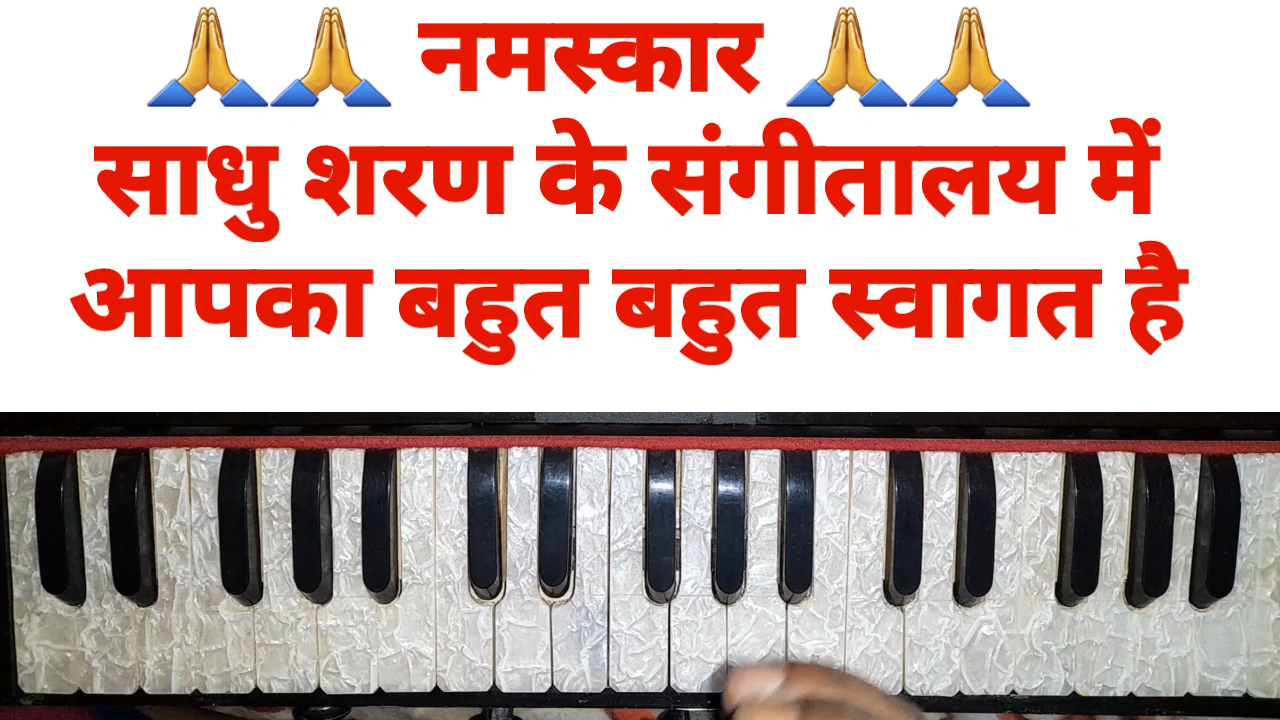 🙏🙏 नमस्कार 🙏🙏
साधु शरण के संगीतालय में
आपका बहुत बहुत स्वागत है